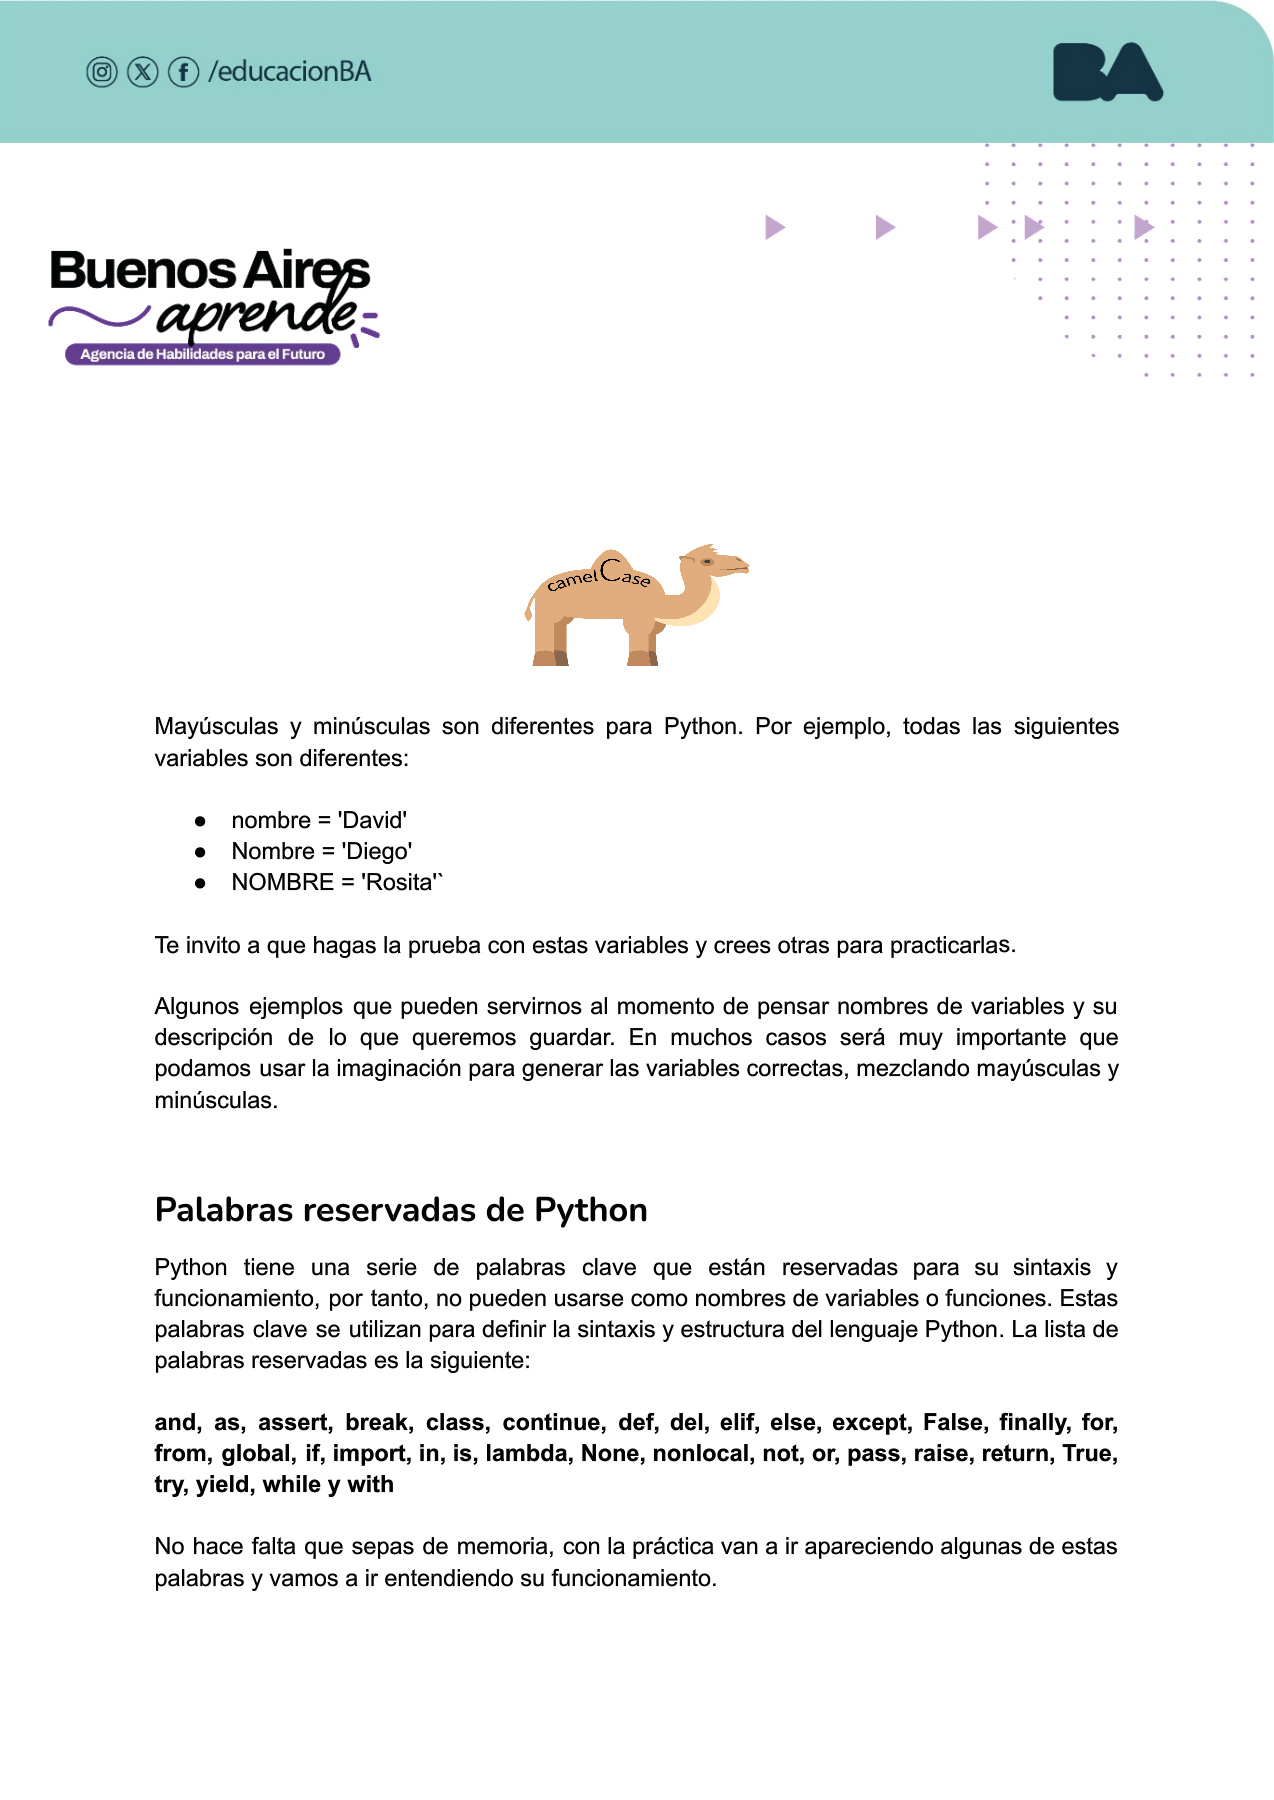 /educacionBA
BA
Buenos Aires
aprende
Agencia de Habilidades para el Futuro
camelCase
Mayúsculas y minúsculas son diferentes para Python. Por ejemplo, todas las siguientes
variables son diferentes:
● nombre = 'David'
● Nombre = 'Diego'
● NOMBRE = 'Rosita'`
Te invito a que hagas la prueba con estas variables y crees otras para practicarlas.
Algunos ejemplos que pueden servirnos al momento de pensar nombres de variables y su
descripción de lo que queremos guardar. En muchos casos será muy importante que
podamos usar la imaginación para generar las variables correctas, mezclando mayúsculas y
minúsculas.
Palabras reservadas de Python
Python tiene una serie de palabras clave que están reservadas para su sintaxis y
funcionamiento, por tanto, no pueden usarse como nombres de variables o funciones. Estas
palabras clave se utilizan para definir la sintaxis y estructura del lenguaje Python. La lista de
palabras reservadas es la siguiente:
and, as, assert, break, class, continue, def, del, elif, else, except, False, finally, for,
from, global, if, import, in, is, lambda, None, nonlocal, not, or, pass, raise, return, True,
try, yield, while y with
No hace falta que sepas de memoria, con la práctica van a ir apareciendo algunas de estas
palabras y vamos a ir entendiendo su funcionamiento.